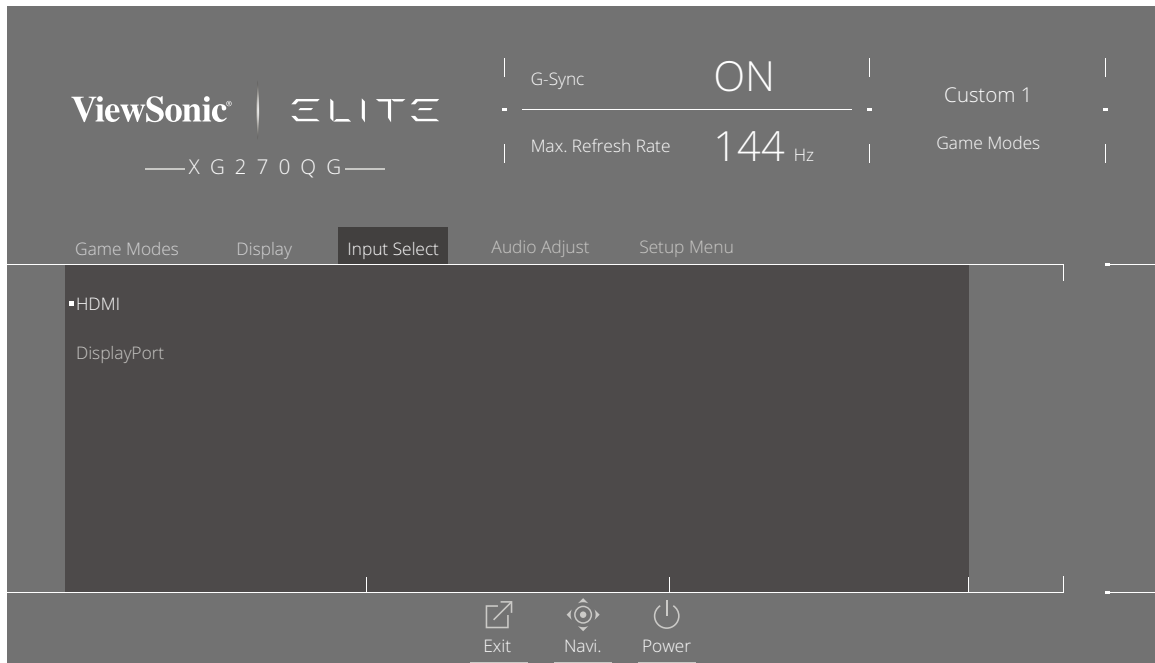 ViewSonic® ELITE
XG270QG
G-Sync ON
Max. Refresh Rate 144 Hz
Custom 1
Game Modes
Game Modes Display Input Select Audio Adjust Setup Menu
HDMI
DisplayPort
Exit Navi. Power